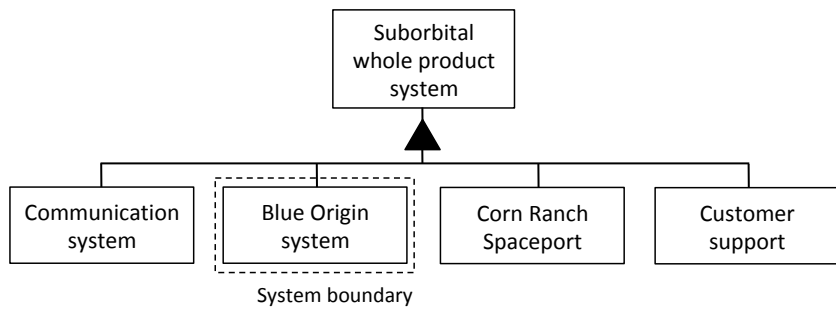 Suborbital
whole product
system
Communication
system
Blue Origin
system
Corn Ranch
Spaceport
Customer
support
System boundary